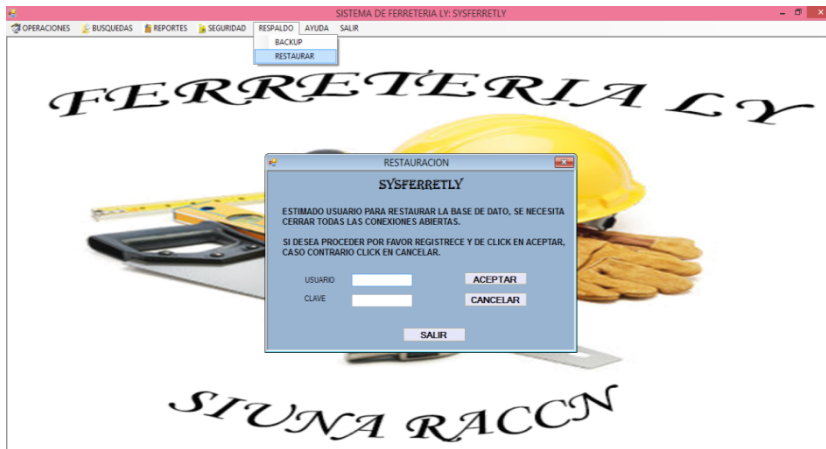 SISTEMA DE FERRETERIA LY: SYSFERRETLY
OPERACIONES BUSQUEDAS REPORTES SEGURIDAD RESPALDO AYUDA SALIR
BACKUP
RESTAURAR
FERRETERIA LY
RESTAURACION
SYSFERRETLY
ESTIMADO USUARIO PARA RESTAURAR LA BASE DE DATO, SE NECESITA
CERRAR TODAS LAS CONEXIONES ABIERTAS.
SI DESEA PROCEDER POR FAVOR REGISTRECE Y DE CLICK EN ACEPTAR,
CASO CONTRARIO CLICK EN CANCELAR.
USUARIO ACEPTAR
CLAVE CANCELAR
SALIR
SIUNA RACCN